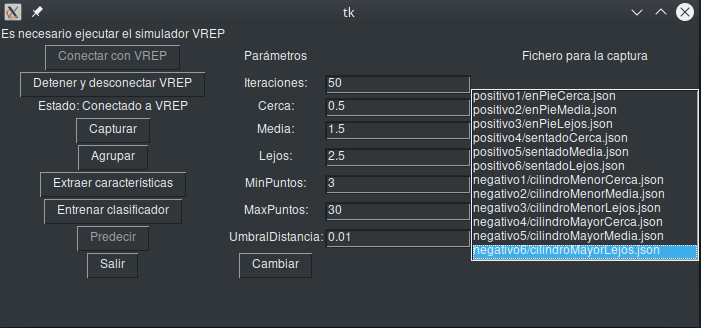 tk
Es necesario ejecutar el simulador VREP
Conectar con VREP
Detener y desconectar VREP
Estado: Conectado a VREP
Capturar
Agrupar
Extraer características
Entrenar clasificador
Predecir
Salir
Parámetros
Iteraciones: 50
Cerca: 0.5
Media: 1.5
Lejos: 2.5
MinPuntos: 3
MaxPuntos: 30
UmbralDistancia: 0.01
Cambiar
Fichero para la captura
positivo1/enPieCerca.json
positivo2/enPieMedia.json
positivo3/enPieLejos.json
positivo4/sentadoCerca.json
positivo5/sentadoMedia.json
positivo6/sentadoLejos.json
negativo1/cilindroMenorCerca.json
negativo2/cilindroMenorMedia.json
negativo3/cilindroMenorLejos.json
negativo4/cilindroMayorCerca.json
negativo5/cilindroMayorMedia.json
negativo6/cilindroMayorLejos.json